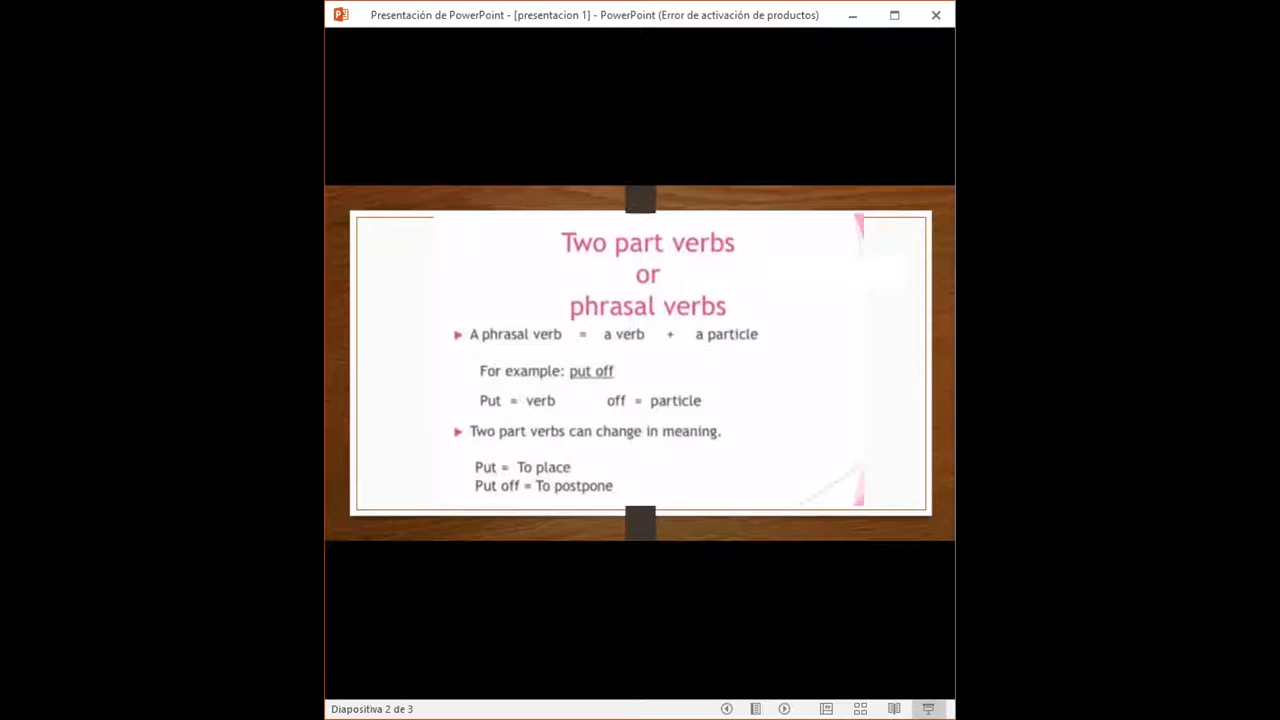 Presentación de PowerPoint - [presentacion 1] - PowerPoint (Error de activación de productos)
Two part verbs
or
phrasal verbs
A phrasal verb = a verb + a particle
For example: put off
Put = verb off = particle
Two part verbs can change in meaning.
Put = To place
Put off = To postpone
Diapositiva 2 de 3